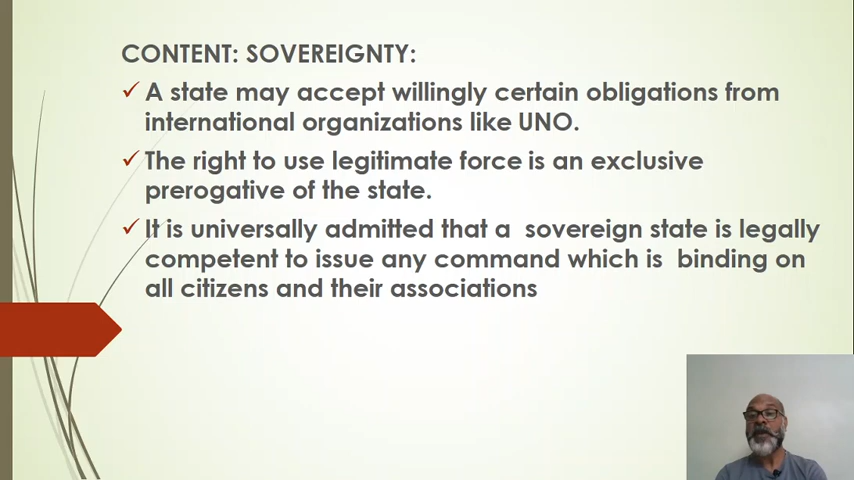 CONTENT: SOVEREIGNTY:
A state may accept willingly certain obligations from
international organizations like UNO.
The right to use legitimate force is an exclusive
prerogative of the state.
It is universally admitted that a sovereign state is legally
competent to issue any command which is binding on
all citizens and their associations